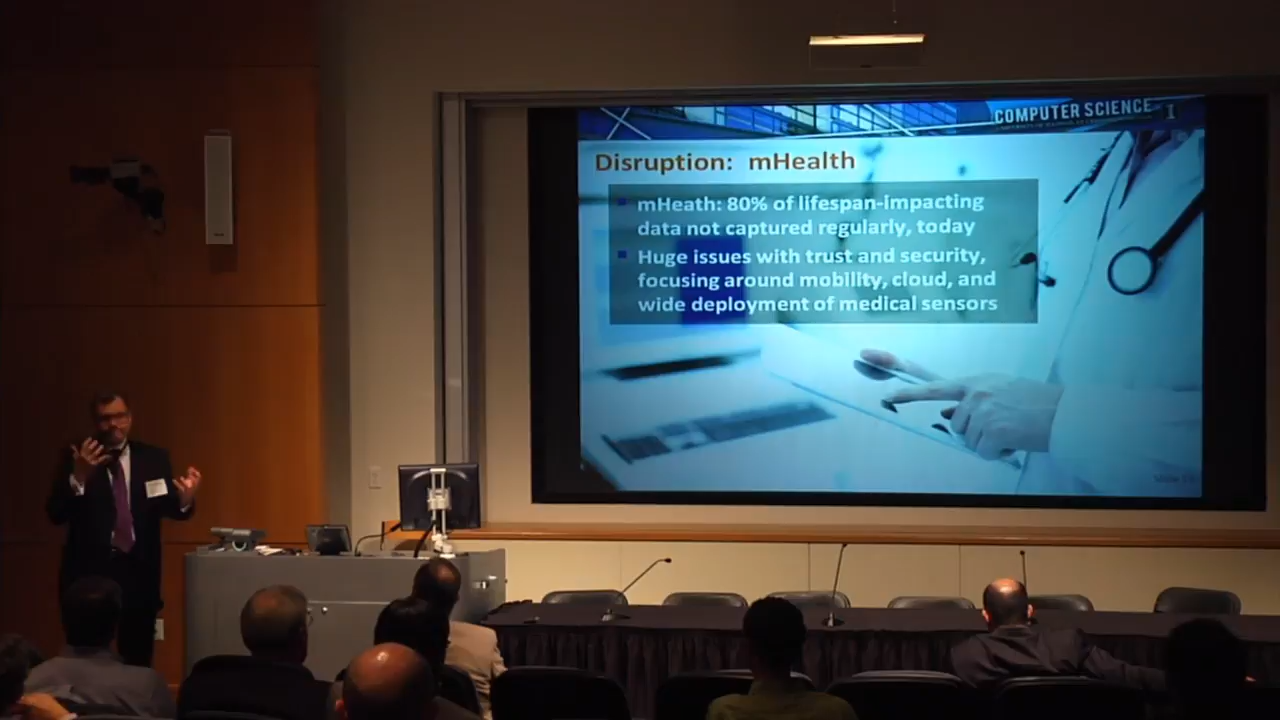 COMPUTER SCIENCE
Disruption: mHealth
mHeath: 80% of lifespan-impacting
data not captured regularly, today
Huge issues with trust and security,
focusing around mobility, cloud, and
wide deployment of medical sensors